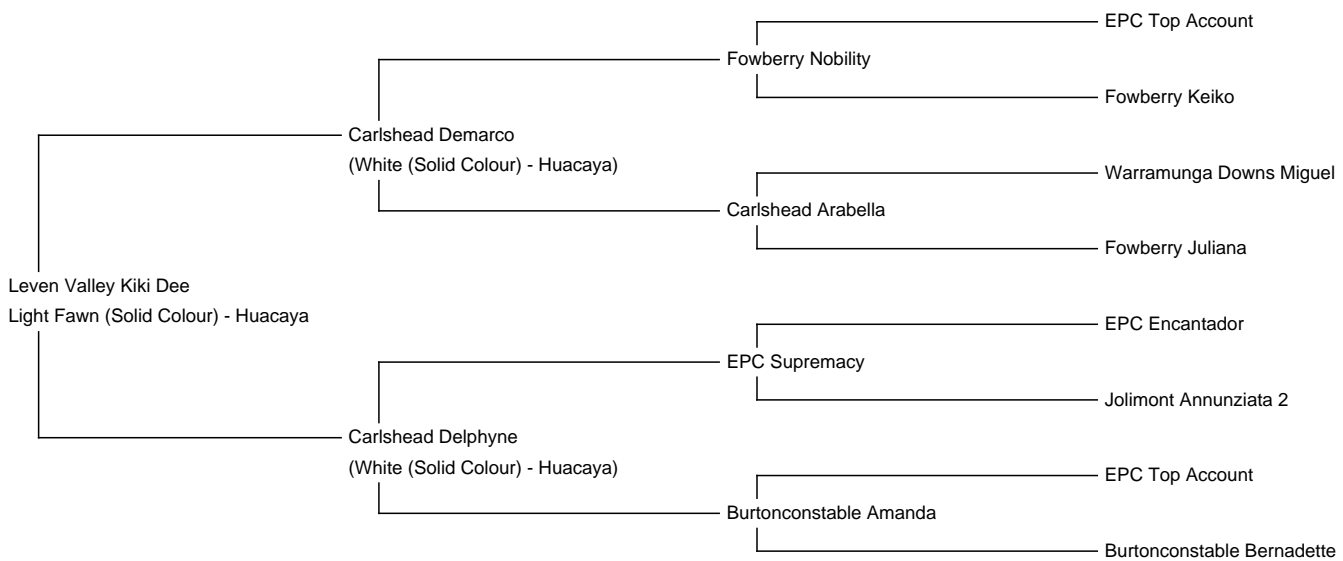 EPC Top Account
Fowberry Nobility
Fowberry Keiko
Carlshead Demarco
(White (Solid Colour) - Huacaya)
Warramunga Downs Miguel
Carlshead Arabella
Fowberry Juliana
Leven Valley Kiki Dee
Light Fawn (Solid Colour) - Huacaya
EPC Encantador
EPC Supremacy
Jolimont Annunziata 2
Carlshead Delphyne
(White (Solid Colour) - Huacaya)
EPC Top Account
Burtonconstable Amanda
Burtonconstable Bernadette